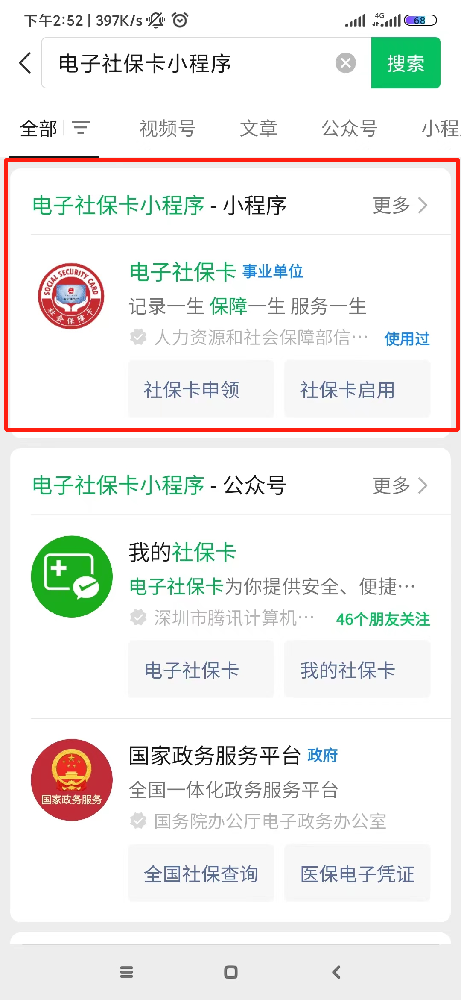 下午2:52 | 397K/s 4G 68
电子社保卡小程序 搜索
全部 视频号 文章 公众号 小程
电子社保卡小程序 - 小程序 更多
SOCIAL SECURITY CARD
社会保障卡
电子社保卡 事业单位
记录一生 保障一生 服务一生
人力资源和社会保障部信… 使用过
社保卡申领 社保卡启用
电子社保卡小程序 - 公众号 更多
我的社保卡
电子社保卡为你提供安全、便捷…
深圳市腾讯计算机… 46个朋友关注
电子社保卡 我的社保卡
国家政务服务
国家政务服务平台 政府
全国一体化政务服务平台
国务院办公厅电子政务办公室
全国社保查询 医保电子凭证